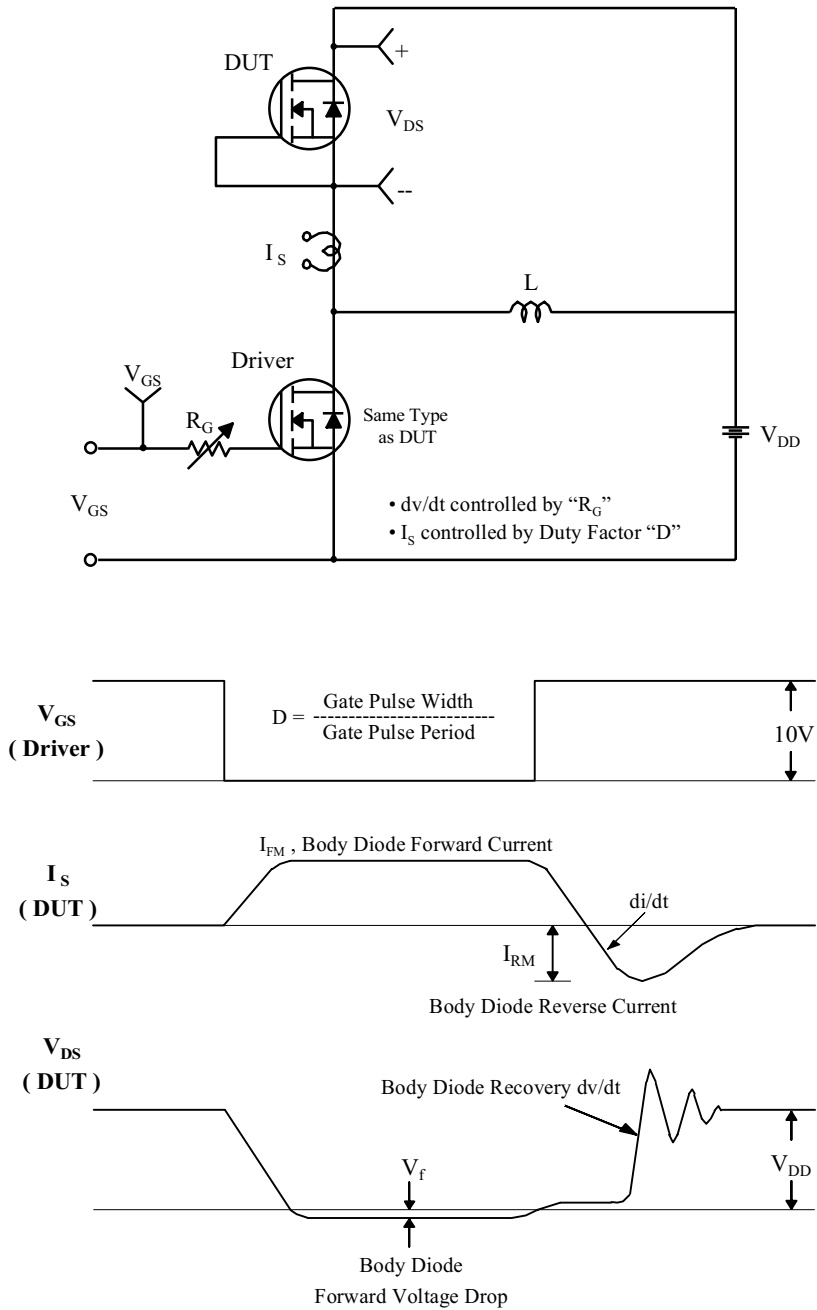 DUT
+
V_DS
--
I_S
L
Driver
V_GS
R_G
Same Type
as DUT
V_DD
V_GS
• dv/dt controlled by “R_G”
• I_S controlled by Duty Factor “D”
V_GS
( Driver )
D = Gate Pulse Width
--------------------------
Gate Pulse Period
10V
I_S
( DUT )
I_FM , Body Diode Forward Current
di/dt
I_RM
Body Diode Reverse Current
V_DS
( DUT )
Body Diode Recovery dv/dt
V_f
V_DD
Body Diode
Forward Voltage Drop